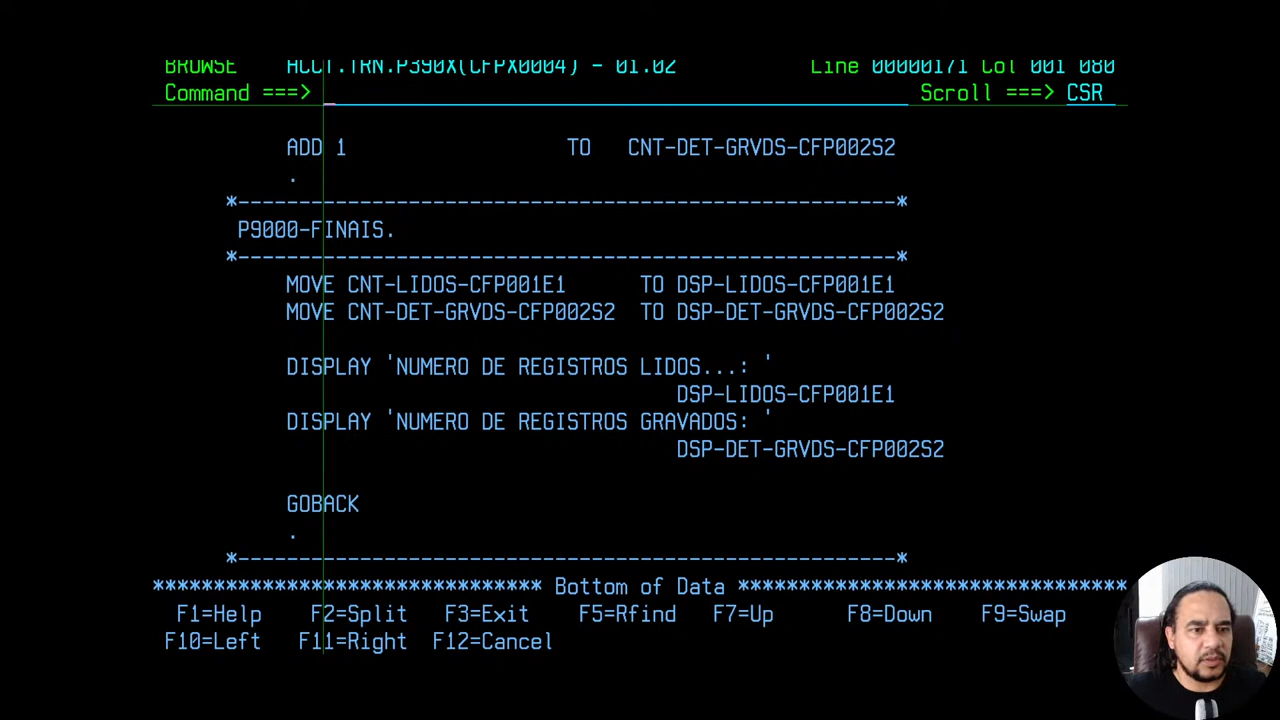 BROWSE ACCT.TRN.P390X(CFPX0004) - 01.02 Line 00000171 Col 001 080
Command ===> Scroll ===> CSR
ADD 1 TO CNT-DET-GRVDS-CFP002S2
.
*------------------------------------------------------*
P9000-FINAIS.
*------------------------------------------------------*
MOVE CNT-LIDOS-CFP001E1 TO DSP-LIDOS-CFP001E1
MOVE CNT-DET-GRVDS-CFP002S2 TO DSP-DET-GRVDS-CFP002S2
DISPLAY 'NUMERO DE REGISTROS LIDOS...: '
DSP-LIDOS-CFP001E1
DISPLAY 'NUMERO DE REGISTROS GRAVADOS: '
DSP-DET-GRVDS-CFP002S2
GOBACK
.
*------------------------------------------------------*
******************************** Bottom of Data ********************************
F1=Help F2=Split F3=Exit F5=Rfind F7=Up F8=Down F9=Swap
F10=Left F11=Right F12=Cancel